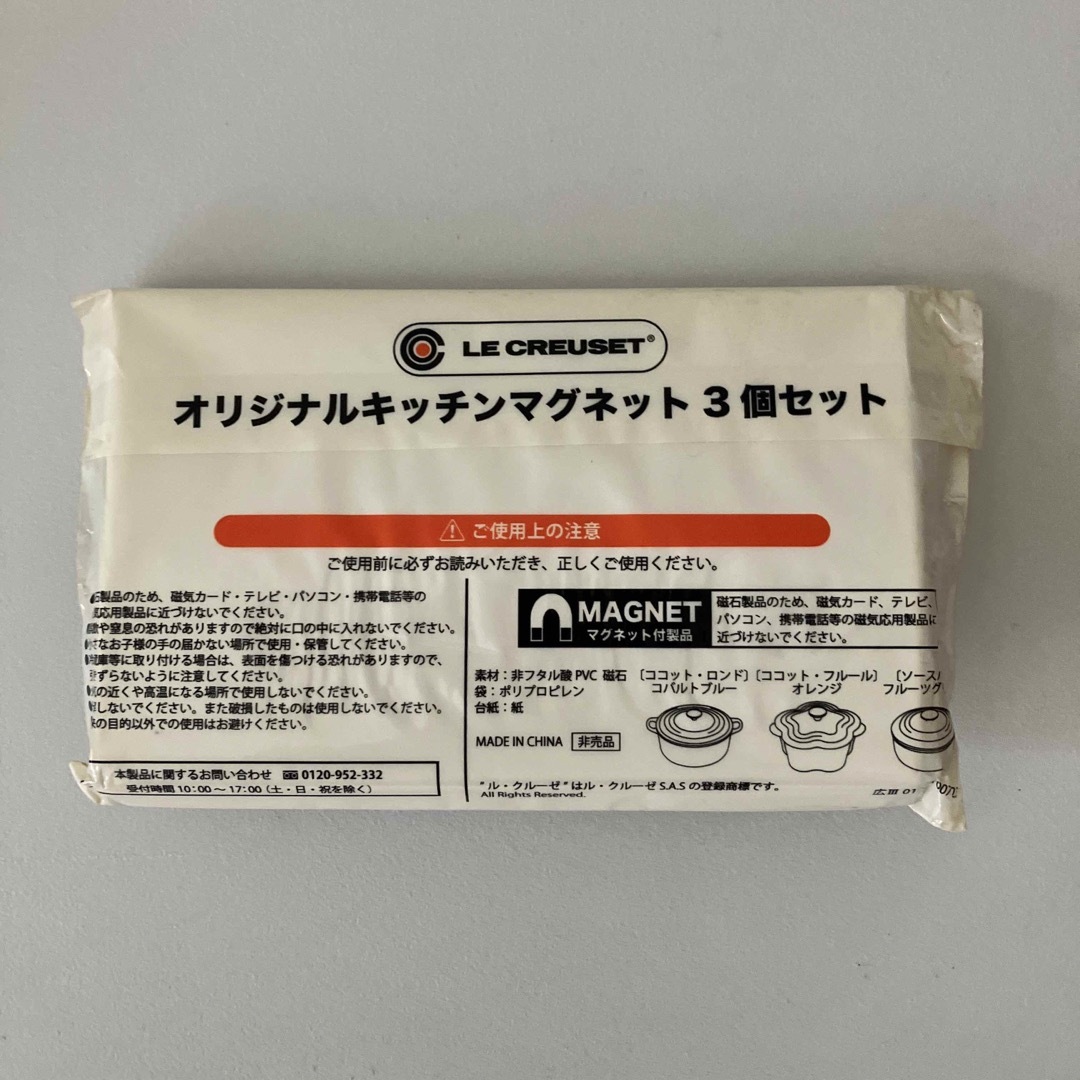 LE CREUSET®
オリジナルキッチンマグネット 3 個セット
ご使用上の注意
ご使用前に必ずお読みいただき、正しくご使用ください。
石製品のため、磁気カード・テレビ・パソコン・携帯電話等の
気応用製品に近づけないでください。
や窒息の恐れがありますので絶対に口の中に入れないでください。
なお子様の手の届かない場所で使用・保管してください。
庫等に取り付ける場合は、表面を傷つける恐れがありますので、
ずらないように注意してください。
の近くや高温になる場所で使用しないでください。
しないでください。また破損したものは使用しないでください。
の目的以外での使用はお避けください。
本製品に関するお問い合わせ 0120-952-332
受付時間 10:00～17:00（土・日・祝を除く）
MAGNET
マグネット付製品
磁石製品のため、磁気カード、テレビ、
パソコン、携帯電話等の磁気応用製品に
近づけないでください。
素材：非フタル酸 PVC 磁石
袋：ポリプロピレン
台紙：紙
〔ココット・ロンド〕
コバルトブルー
〔ココット・フルール〕
オレンジ
〔ソース
フルーツグ
MADE IN CHINA 非売品
"ル・クルーゼ"はル・クルーゼ S.A.S の登録商標です。
All Rights Reserved.
広Ⅲ 01